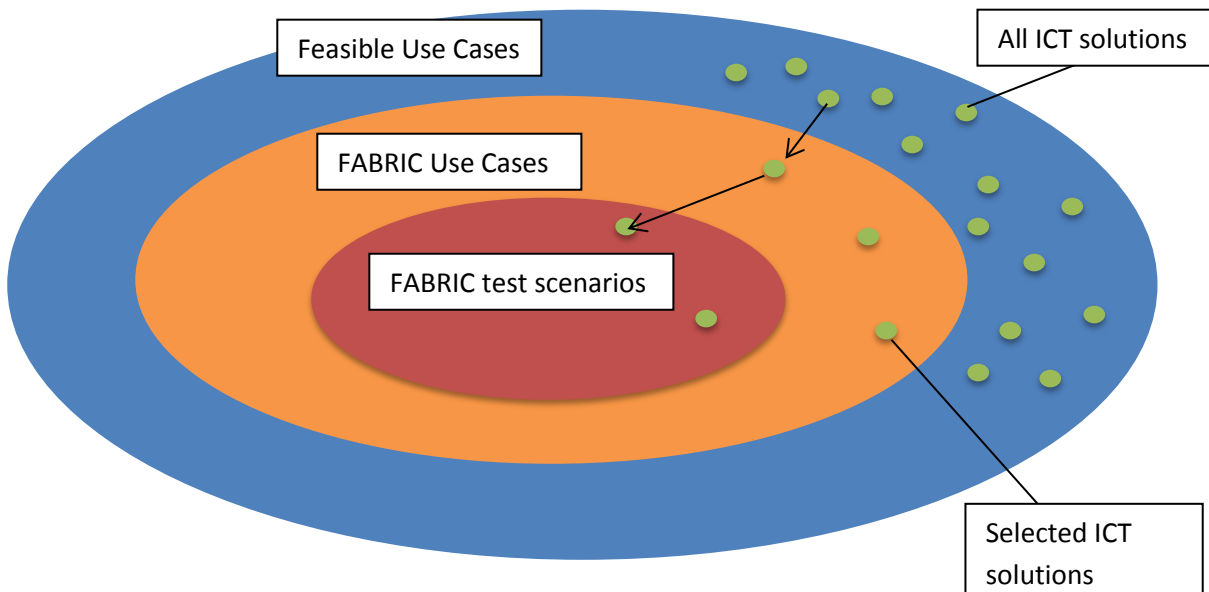 Feasible Use Cases
All ICT solutions
FABRIC Use Cases
FABRIC test scenarios
Selected ICT
solutions